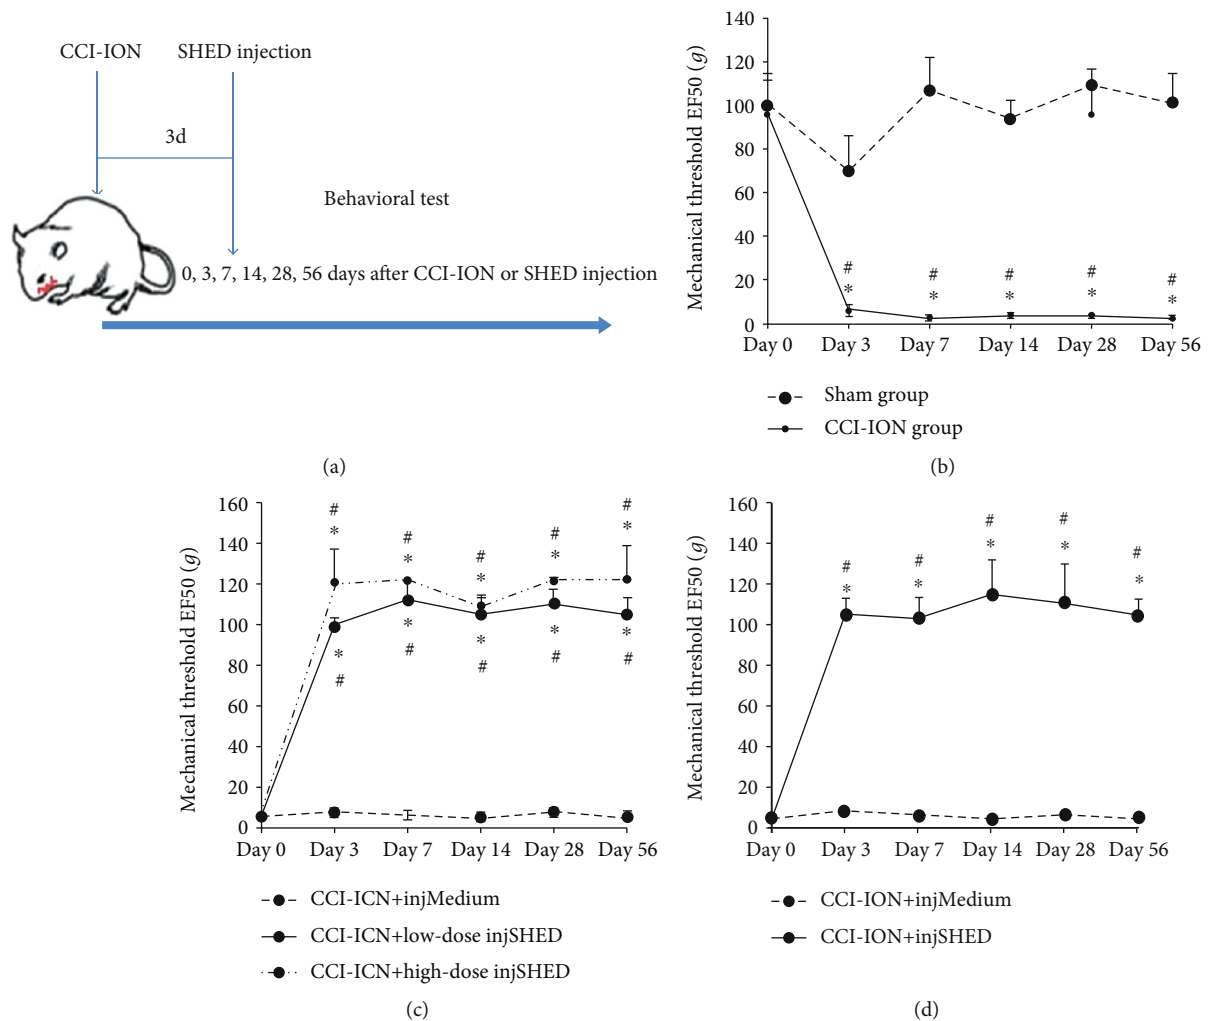 CCI-ION
SHED injection
3d
Behavioral test
0, 3, 7, 14, 28, 56 days after CCI-ION or SHED injection
(a)
Mechanical threshold EF50 (g)
140
120
100
80
60
40
20
0
# # # # # #
* * * * *
Day 0 Day 3 Day 7 Day 14 Day 28 Day 56
Sham group
CCI-ION group
(b)
Mechanical threshold EF50 (g)
160
140
120
100
80
60
40
20
0
# # # # #
* * * * *
* * * * *
# # # # #
Day 0 Day 3 Day 7 Day 14 Day 28 Day 56
CCI-ICN+injMedium
CCI-ICN+low-dose injSHED
CCI-ICN+high-dose injSHED
(c)
Mechanical threshold EF50 (g)
160
140
120
100
80
60
40
20
0
# # # # #
* * * * *
Day 0 Day 3 Day 7 Day 14 Day 28 Day 56
CCI-ION+injMedium
CCI-ION+injSHED
(d)